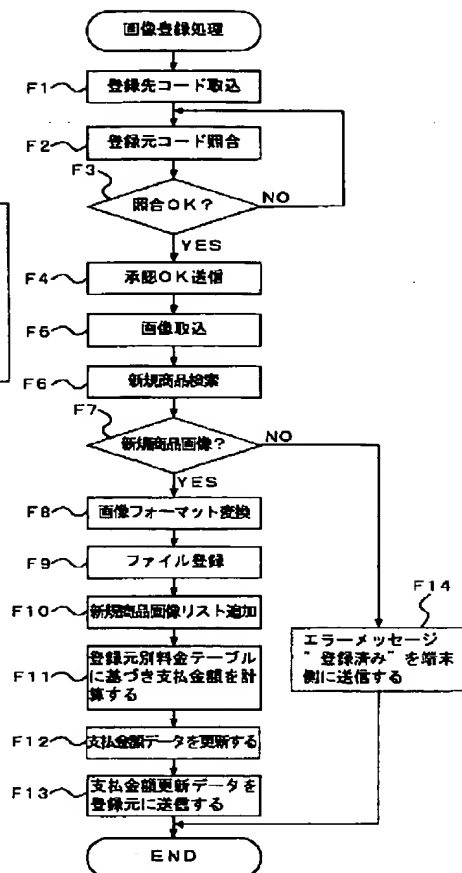 画像登録処理
F1
登録先コード取込
F2
登録元コード照合
F3
照合OK?
NO
YES
F4
承認OK送信
F5
画像取込
F6
新規商品検索
F7
新規商品画像?
NO
YES
F8
画像フォーマット変換
F9
ファイル登録
F10
新規商品画像リスト追加
F11
登録元別料金テーブル
に基づき支払金額を計
算する
F14
エラーメッセージ
"登録済み"を端末
側に送信する
F12
支払金額データを更新する
F13
支払金額更新データを
登録元に送信する
END